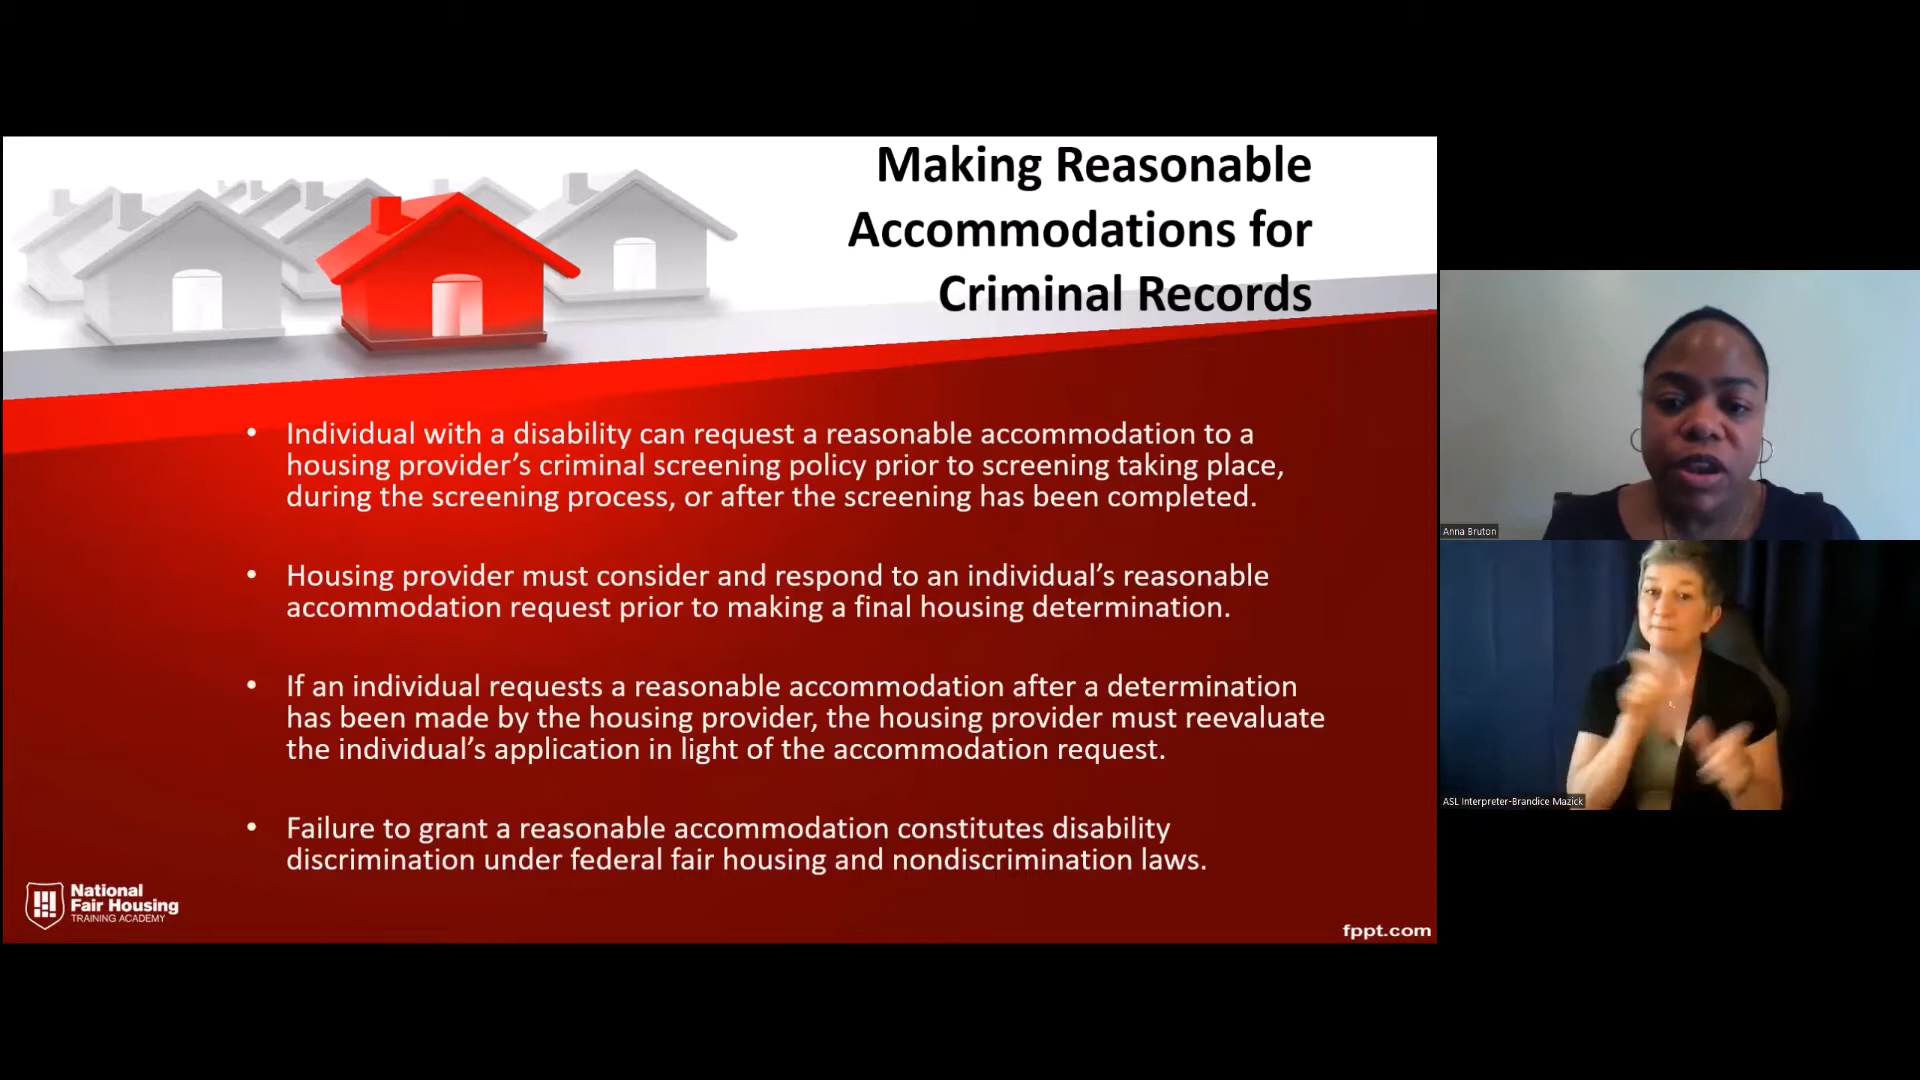 Making Reasonable
Accommodations for
Criminal Records
• Individual with a disability can request a reasonable accommodation to a
housing provider’s criminal screening policy prior to screening taking place,
during the screening process, or after the screening has been completed.
• Housing provider must consider and respond to an individual’s reasonable
accommodation request prior to making a final housing determination.
• If an individual requests a reasonable accommodation after a determination
has been made by the housing provider, the housing provider must reevaluate
the individual’s application in light of the accommodation request.
• Failure to grant a reasonable accommodation constitutes disability
discrimination under federal fair housing and nondiscrimination laws.
National
Fair Housing
TRAINING ACADEMY
fppt.com
Anna Bruton
ASL Interpreter-Brandice Mazick